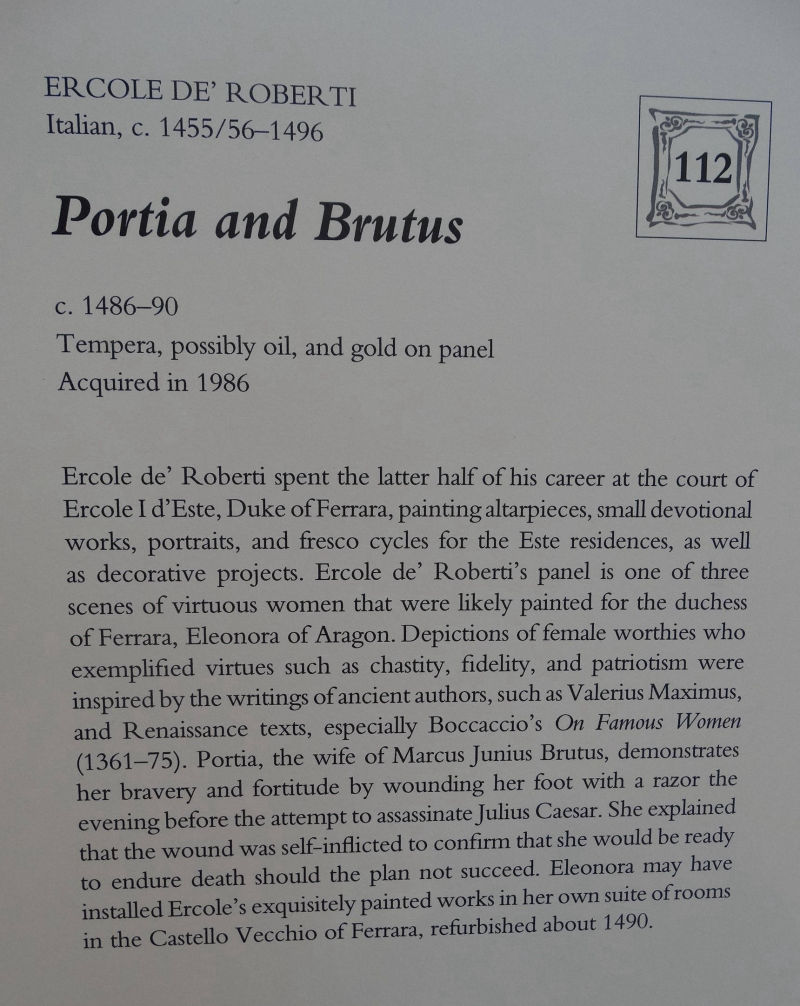 ERCOLE DE' ROBERTI
Italian, c. 1455/56–1496
112
Portia and Brutus
c. 1486–90
Tempera, possibly oil, and gold on panel
Acquired in 1986
Ercole de' Roberti spent the latter half of his career at the court of
Ercole I d'Este, Duke of Ferrara, painting altarpieces, small devotional
works, portraits, and fresco cycles for the Este residences, as well
as decorative projects. Ercole de' Roberti's panel is one of three
scenes of virtuous women that were likely painted for the duchess
of Ferrara, Eleonora of Aragon. Depictions of female worthies who
exemplified virtues such as chastity, fidelity, and patriotism were
inspired by the writings of ancient authors, such as Valerius Maximus,
and Renaissance texts, especially Boccaccio's On Famous Women
(1361–75). Portia, the wife of Marcus Junius Brutus, demonstrates
her bravery and fortitude by wounding her foot with a razor the
evening before the attempt to assassinate Julius Caesar. She explained
that the wound was self-inflicted to confirm that she would be ready
to endure death should the plan not succeed. Eleonora may have
installed Ercole's exquisitely painted works in her own suite of rooms
in the Castello Vecchio of Ferrara, refurbished about 1490.